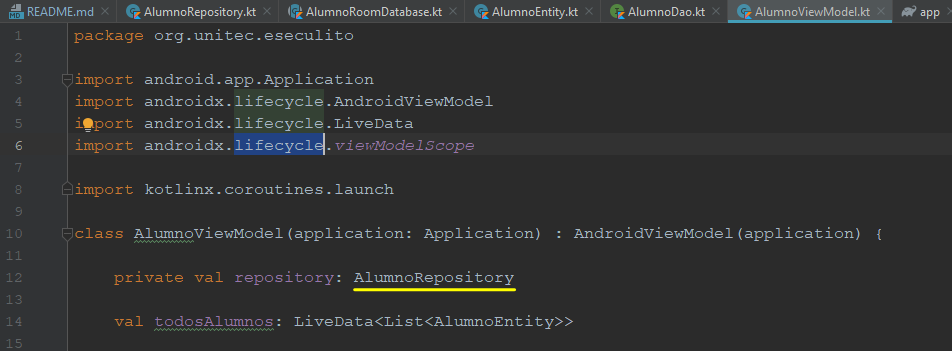 README.md AlumnoRepository.kt AlumnoRoomDatabase.kt AlumnoEntity.kt AlumnoDao.kt AlumnoViewModel.kt app
1 package org.unitec.eseculito
2
3 import android.app.Application
4 import androidx.lifecycle.AndroidViewModel
5 import androidx.lifecycle.LiveData
6 import androidx.lifecycle.viewModelScope
7
8 import kotlinx.coroutines.launch
9
10 class AlumnoViewModel(application: Application) : AndroidViewModel(application) {
11
12 private val repository: AlumnoRepository
13
14 val todosAlumnos: LiveData<List<AlumnoEntity>>
15